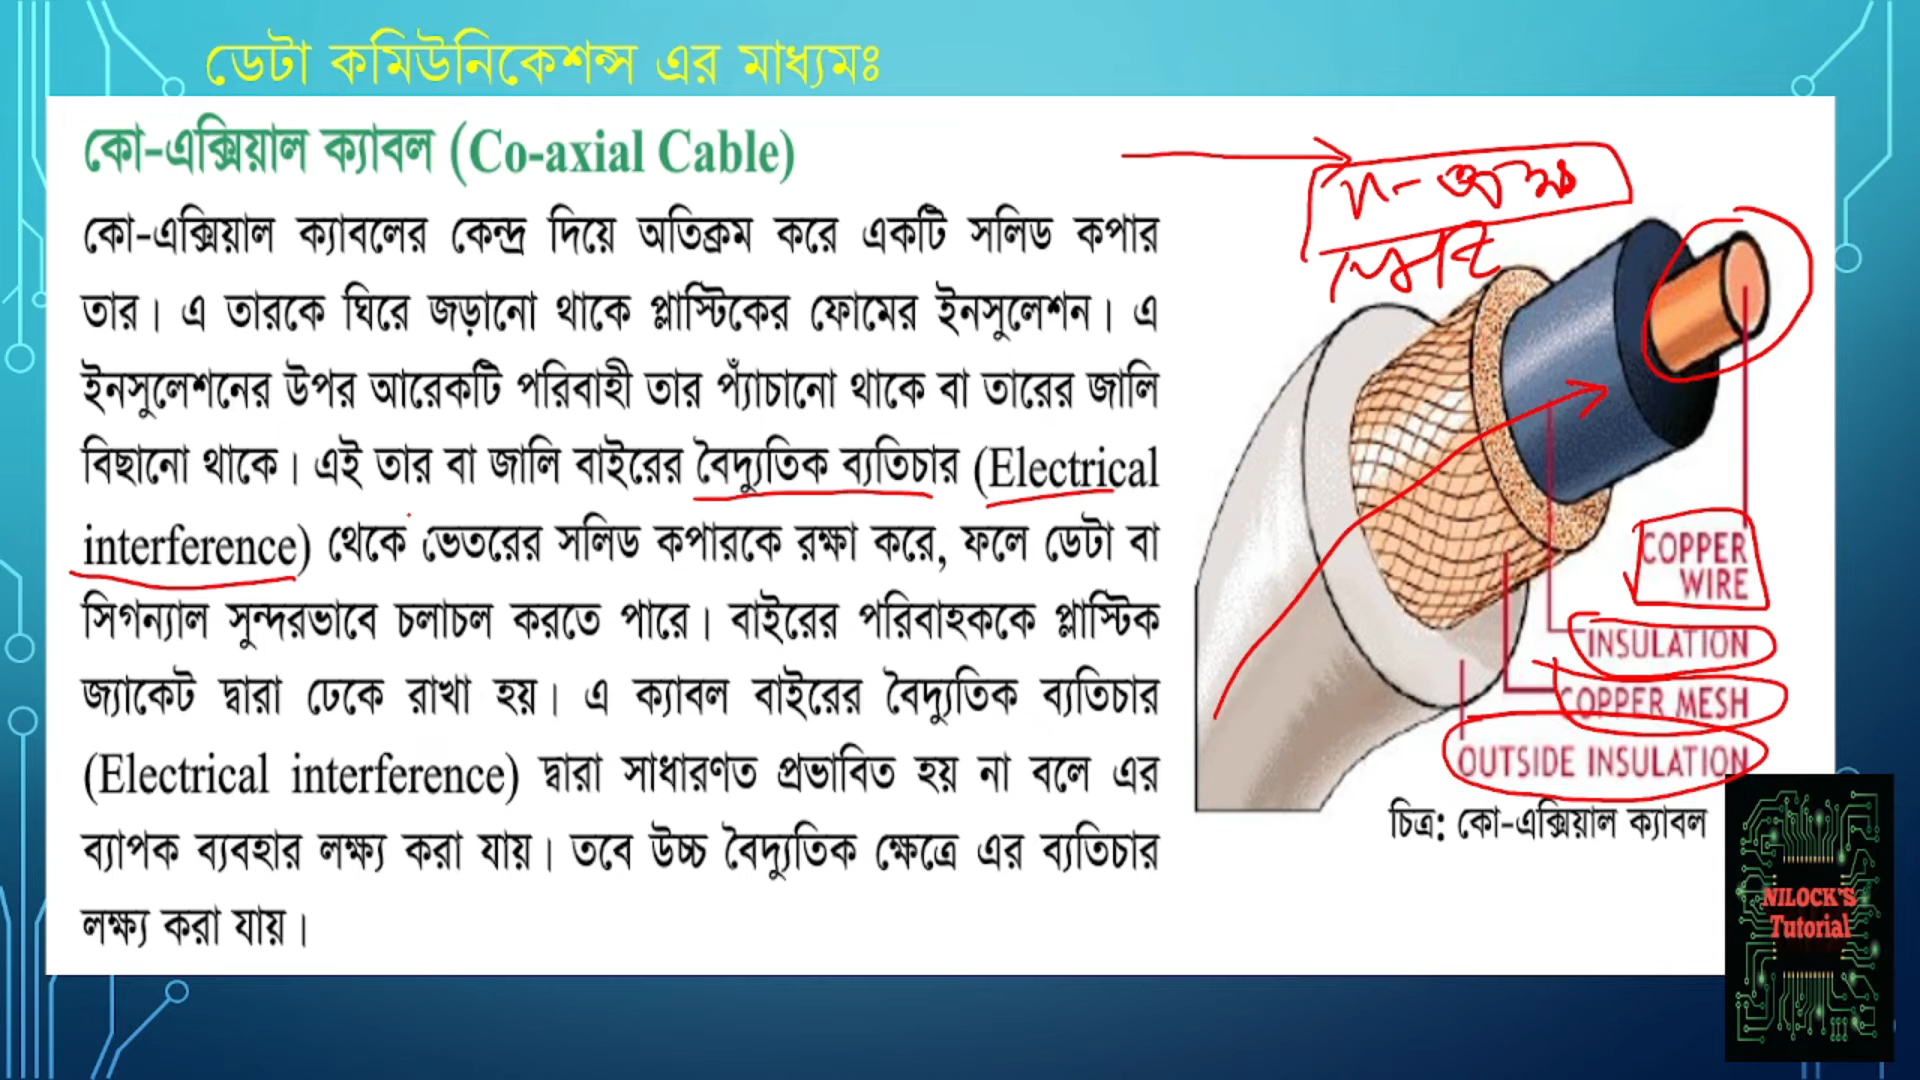 ডেটা কমিউনিকেশন্স এর মাধ্যমঃ
কো-এক্সিয়াল ক্যাবল (Co-axial Cable)
কো-এক্সিয়াল ক্যাবলের কেন্দ্র দিয়ে অতিক্রম করে একটি সলিড কপার
তার। এ তারকে ঘিরে জড়ানো থাকে প্লাস্টিকের ফোমের ইনসুলেশন। এ
ইনসুলেশনের উপর আরেকটি পরিবাহী তার প্যাঁচানো থাকে বা তারের জালি
বিছানো থাকে। এই তার বা জালি বাইরের বৈদ্যুতিক ব্যতিচার (Electrical
interference) থেকে ভেতরের সলিড কপারকে রক্ষা করে, ফলে ডেটা বা
সিগন্যাল সুন্দরভাবে চলাচল করতে পারে। বাইরের পরিবাহককে প্লাস্টিক
জ্যাকেট দ্বারা ঢেকে রাখা হয়। এ ক্যাবল বাইরের বৈদ্যুতিক ব্যতিচার
(Electrical interference) দ্বারা সাধারণত প্রভাবিত হয় না বলে এর
ব্যাপক ব্যবহার লক্ষ্য করা যায়। তবে উচ্চ বৈদ্যুতিক ক্ষেত্রে এর ব্যতিচার
লক্ষ্য করা যায়।
COPPER
WIRE
INSULATION
COPPER MESH
OUTSIDE INSULATION
চিত্র: কো-এক্সিয়াল ক্যাবল
NILOCK'S
Tutorial